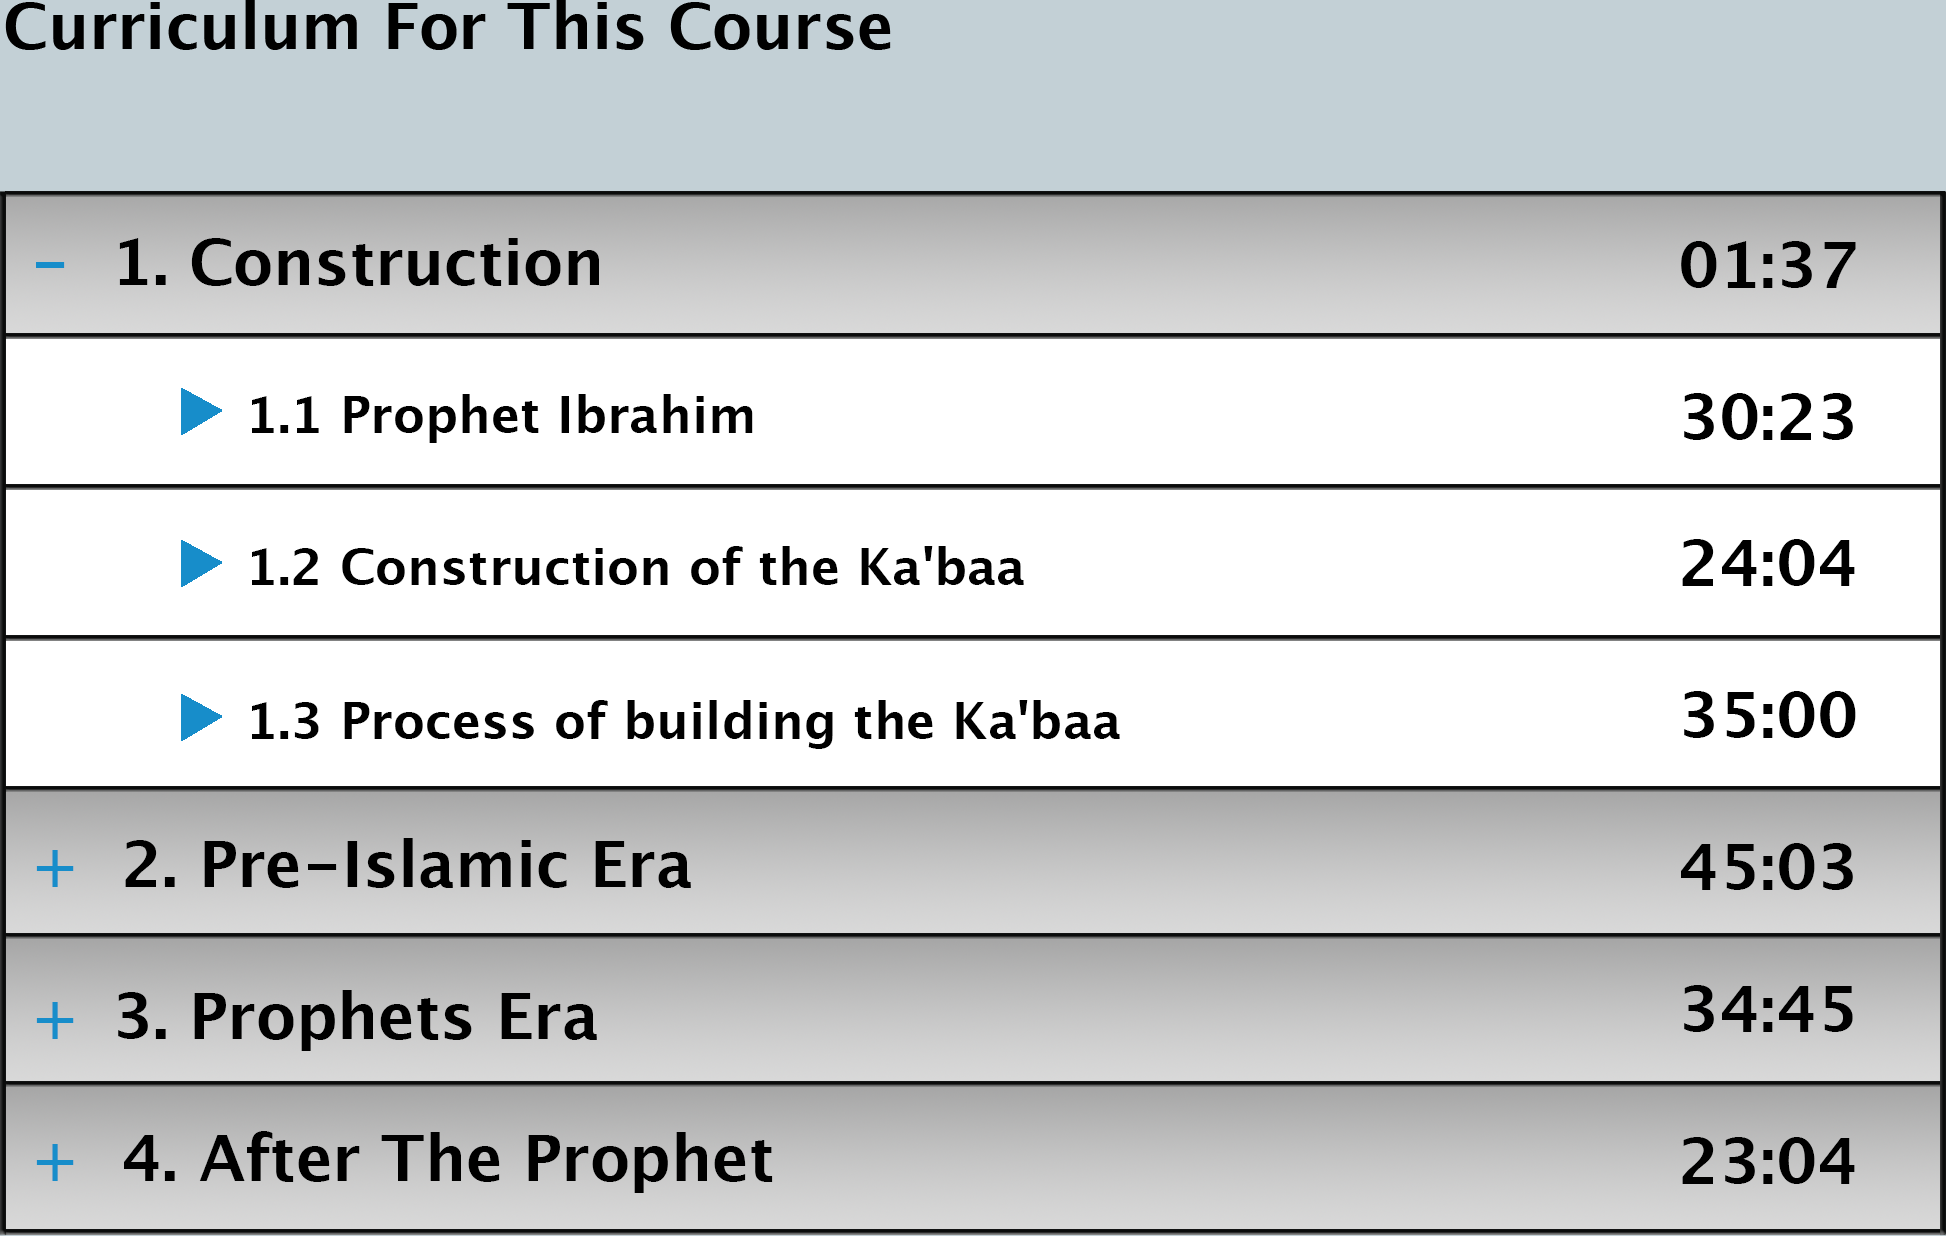 Curriculum For This Course
- 1. Construction 01:37
1.1 Prophet Ibrahim 30:23
1.2 Construction of the Ka'baa 24:04
1.3 Process of building the Ka'baa 35:00
+ 2. Pre-Islamic Era 45:03
+ 3. Prophets Era 34:45
+ 4. After The Prophet 23:04